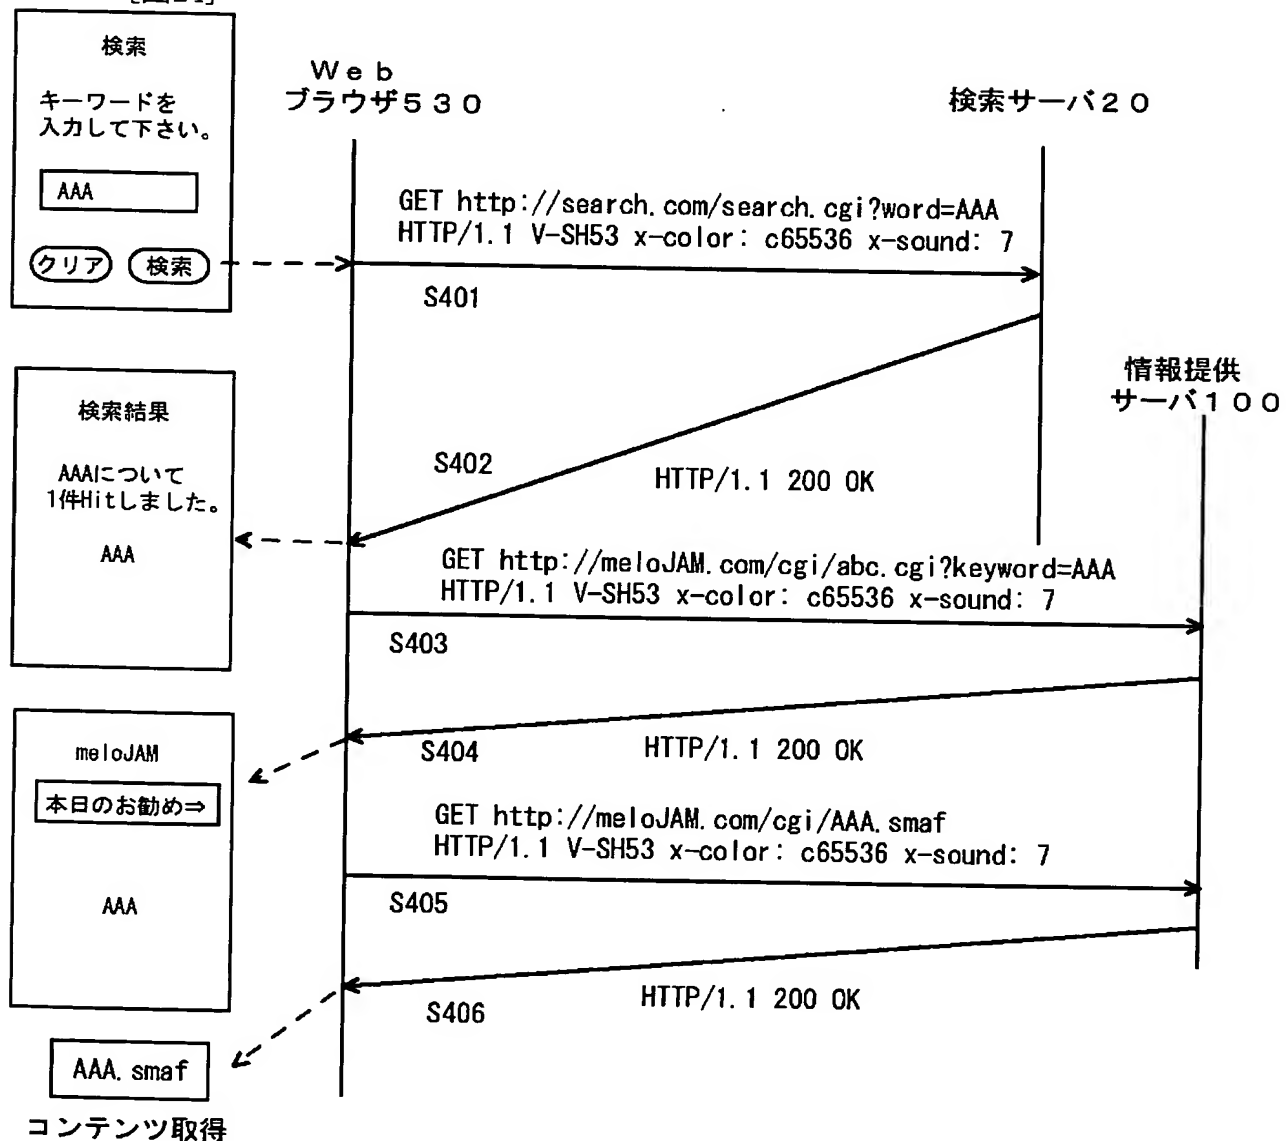 検索
キーワードを
入力して下さい。
AAA
クリア 検索
Web
ブラウザ530
検索サーバ20
GET http://search.com/search.cgi?word=AAA
HTTP/1.1 V-SH53 x-color: c65536 x-sound: 7
S401
情報提供
サーバ100
検索結果
AAAについて
1件Hitしました。
AAA
S402
HTTP/1.1 200 OK
GET http://meloJAM.com/cgi/abc.cgi?keyword=AAA
HTTP/1.1 V-SH53 x-color: c65536 x-sound: 7
S403
meloJAM
本日のお勧め⇒
AAA
S404
HTTP/1.1 200 OK
GET http://meloJAM.com/cgi/AAA.smaf
HTTP/1.1 V-SH53 x-color: c65536 x-sound: 7
S405
S406
HTTP/1.1 200 OK
AAA.smaf
コンテンツ取得